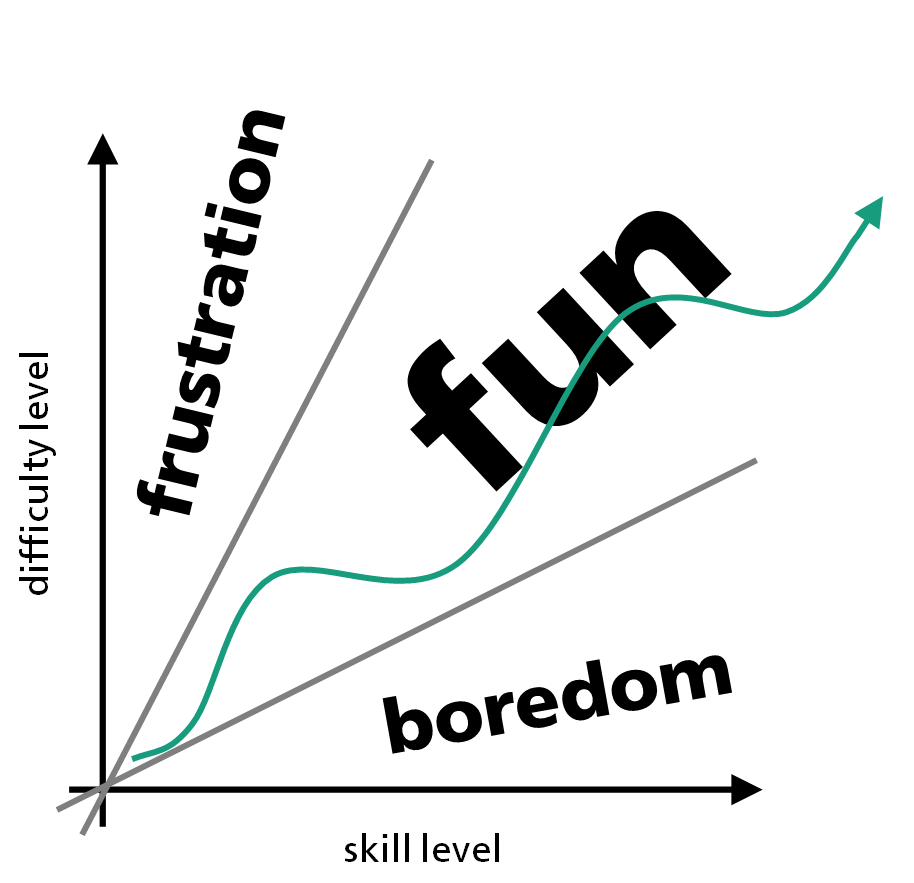 frustration
fun
difficulty level
boredom
skill level